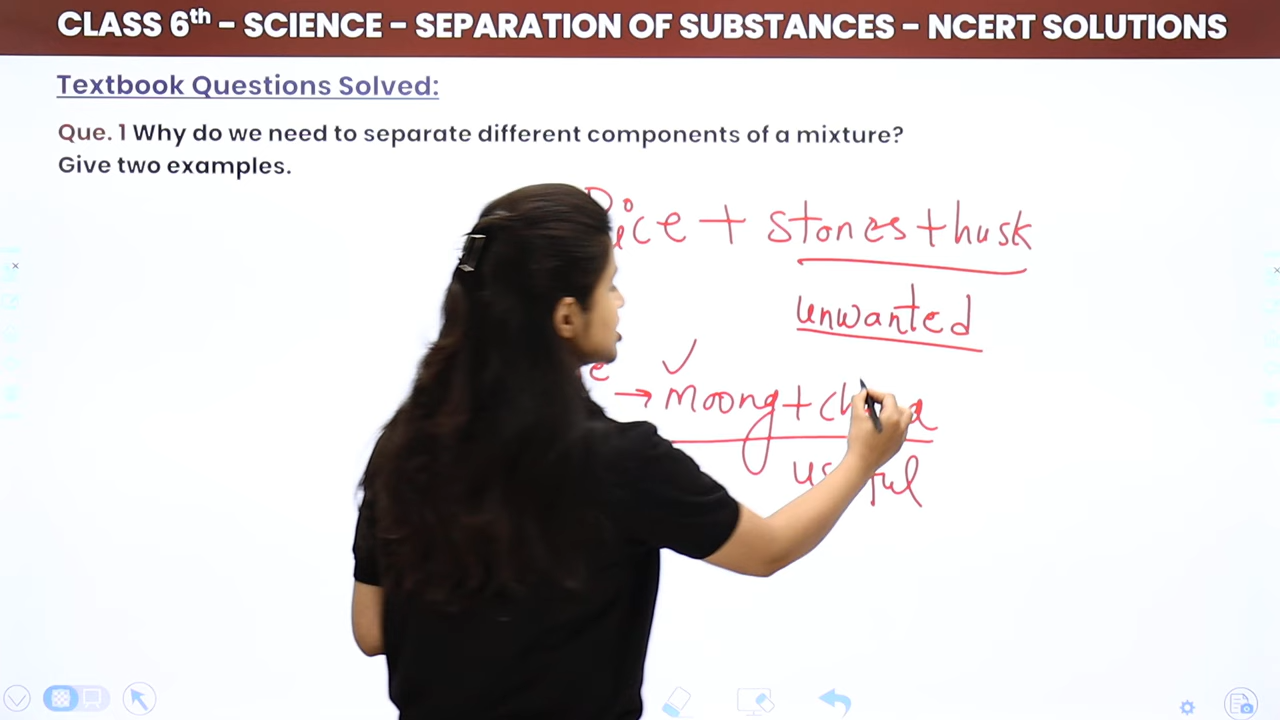 CLASS 6th – SCIENCE – SEPARATION OF SUBSTANCES – NCERT SOLUTIONS
Textbook Questions Solved:
Que. 1 Why do we need to separate different components of a mixture?
Give two examples.
Rice + stones + husk
unwanted
→ moong +